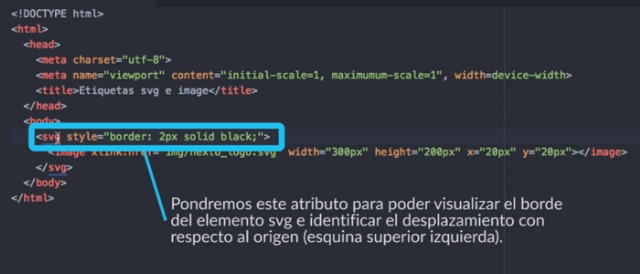 <!DOCTYPE html>
<html>
<head>
<meta charset="utf-8">
<meta name="viewport" content="initial-scale=1, maximumum-scale=1", width=device-width>
<title>Etiquetas svg e image</title>
</head>
<body>
<svg style="border: 2px solid black;">
<image xlink:href="img/nextu_logo.svg" width="300px" height="200px" x="20px" y="20px"></image>
</svg>
</body>
</html>
Pondremos este atributo para poder visualizar el borde
del elemento svg e identificar el desplazamiento con
respecto al origen (esquina superior izquierda).